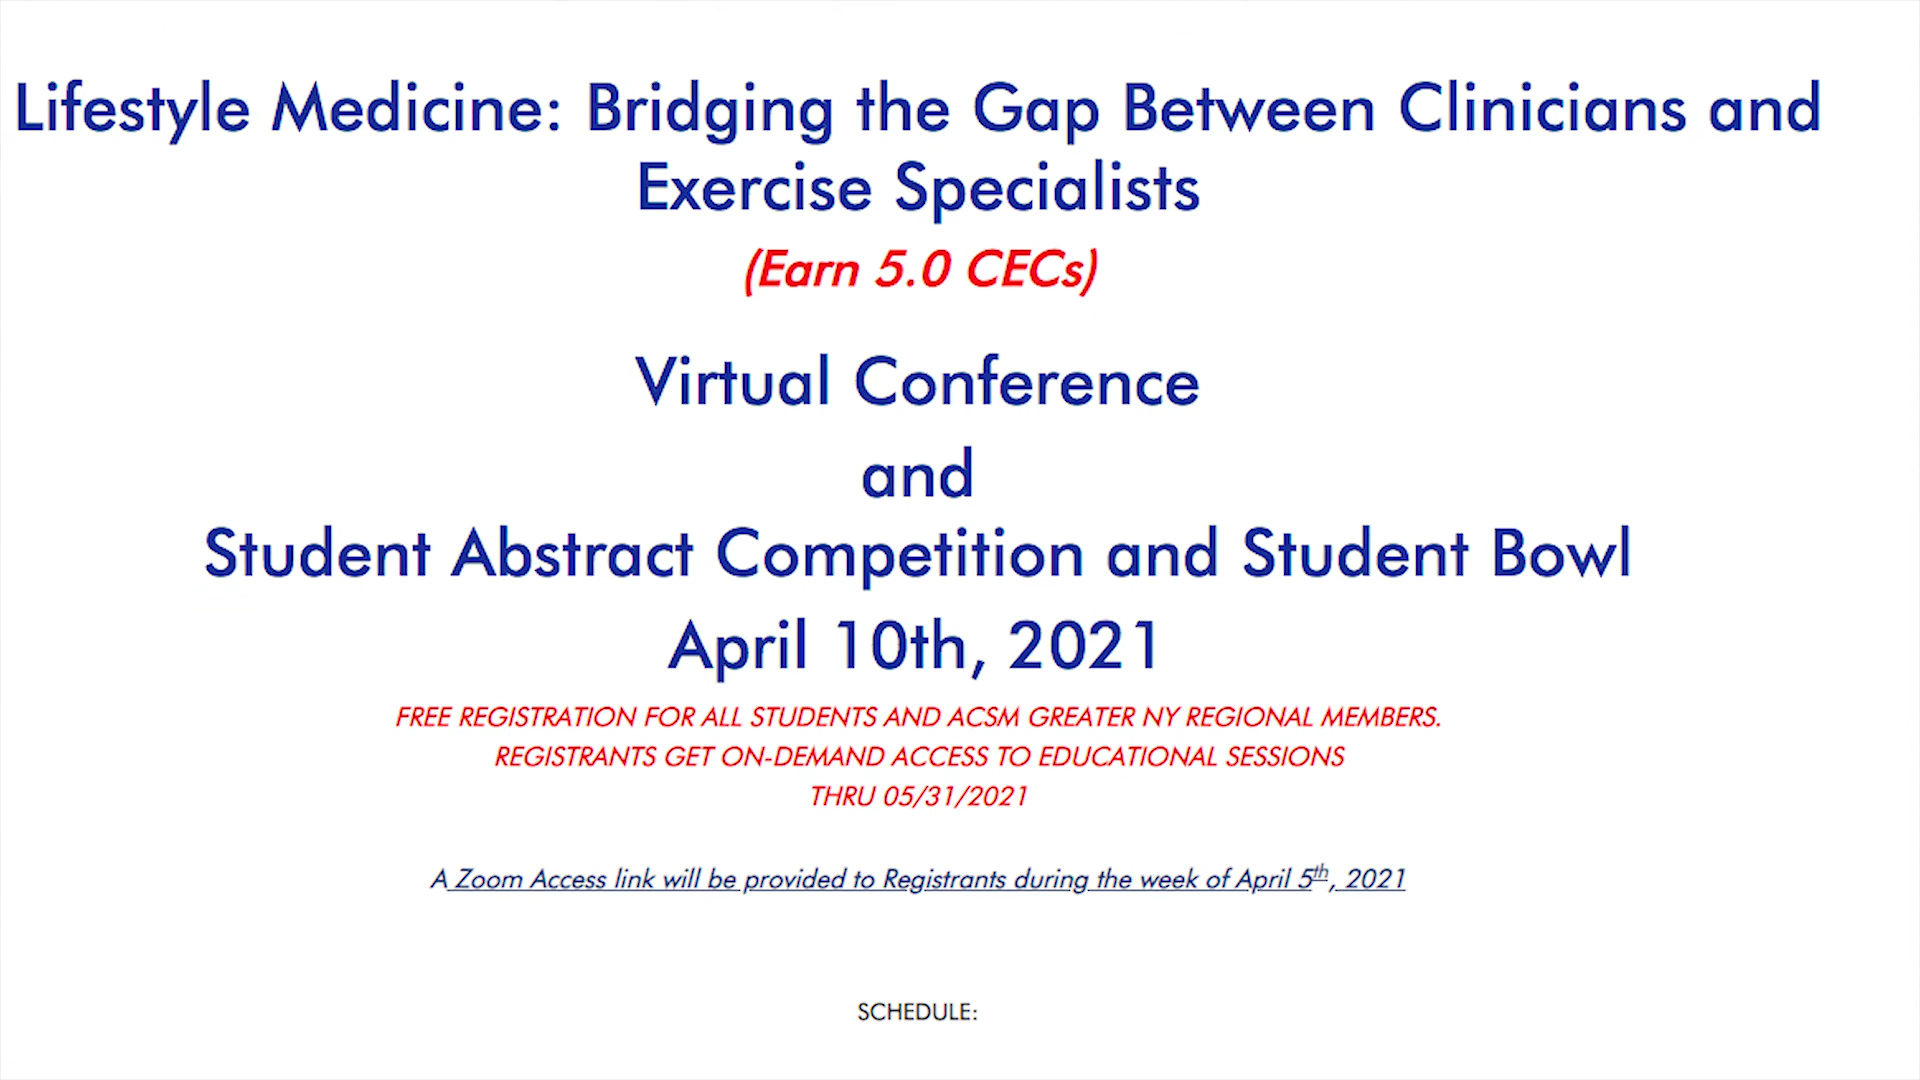 Lifestyle Medicine: Bridging the Gap Between Clinicians and
Exercise Specialists
(Earn 5.0 CECs)
Virtual Conference
and
Student Abstract Competition and Student Bowl
April 10th, 2021
FREE REGISTRATION FOR ALL STUDENTS AND ACSM GREATER NY REGIONAL MEMBERS.
REGISTRANTS GET ON-DEMAND ACCESS TO EDUCATIONAL SESSIONS
THRU 05/31/2021
A Zoom Access link will be provided to Registrants during the week of April 5th, 2021
SCHEDULE: